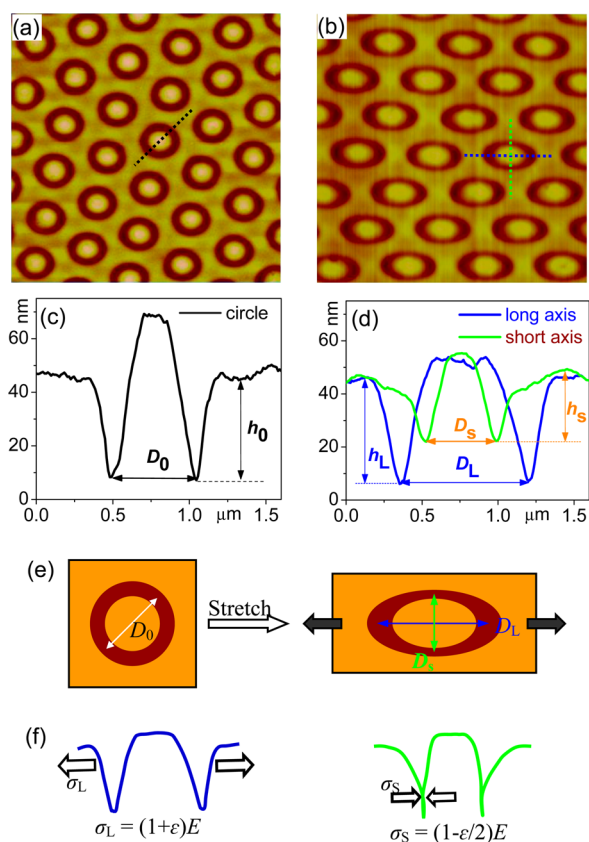 (a)
(b)
nm
(c)
circle
60
40
20
0
h0
D0
0.0 0.5 1.0 μm 1.5
nm
(d)
long axis
short axis
60
40
20
0
hL
Ds
DL
hs
0.0 0.5 1.0 μm 1.5
(e)
D0
Stretch
DL
Ds
(f)
σL
σS
σL = (1+ε)E
σS = (1-ε/2)E